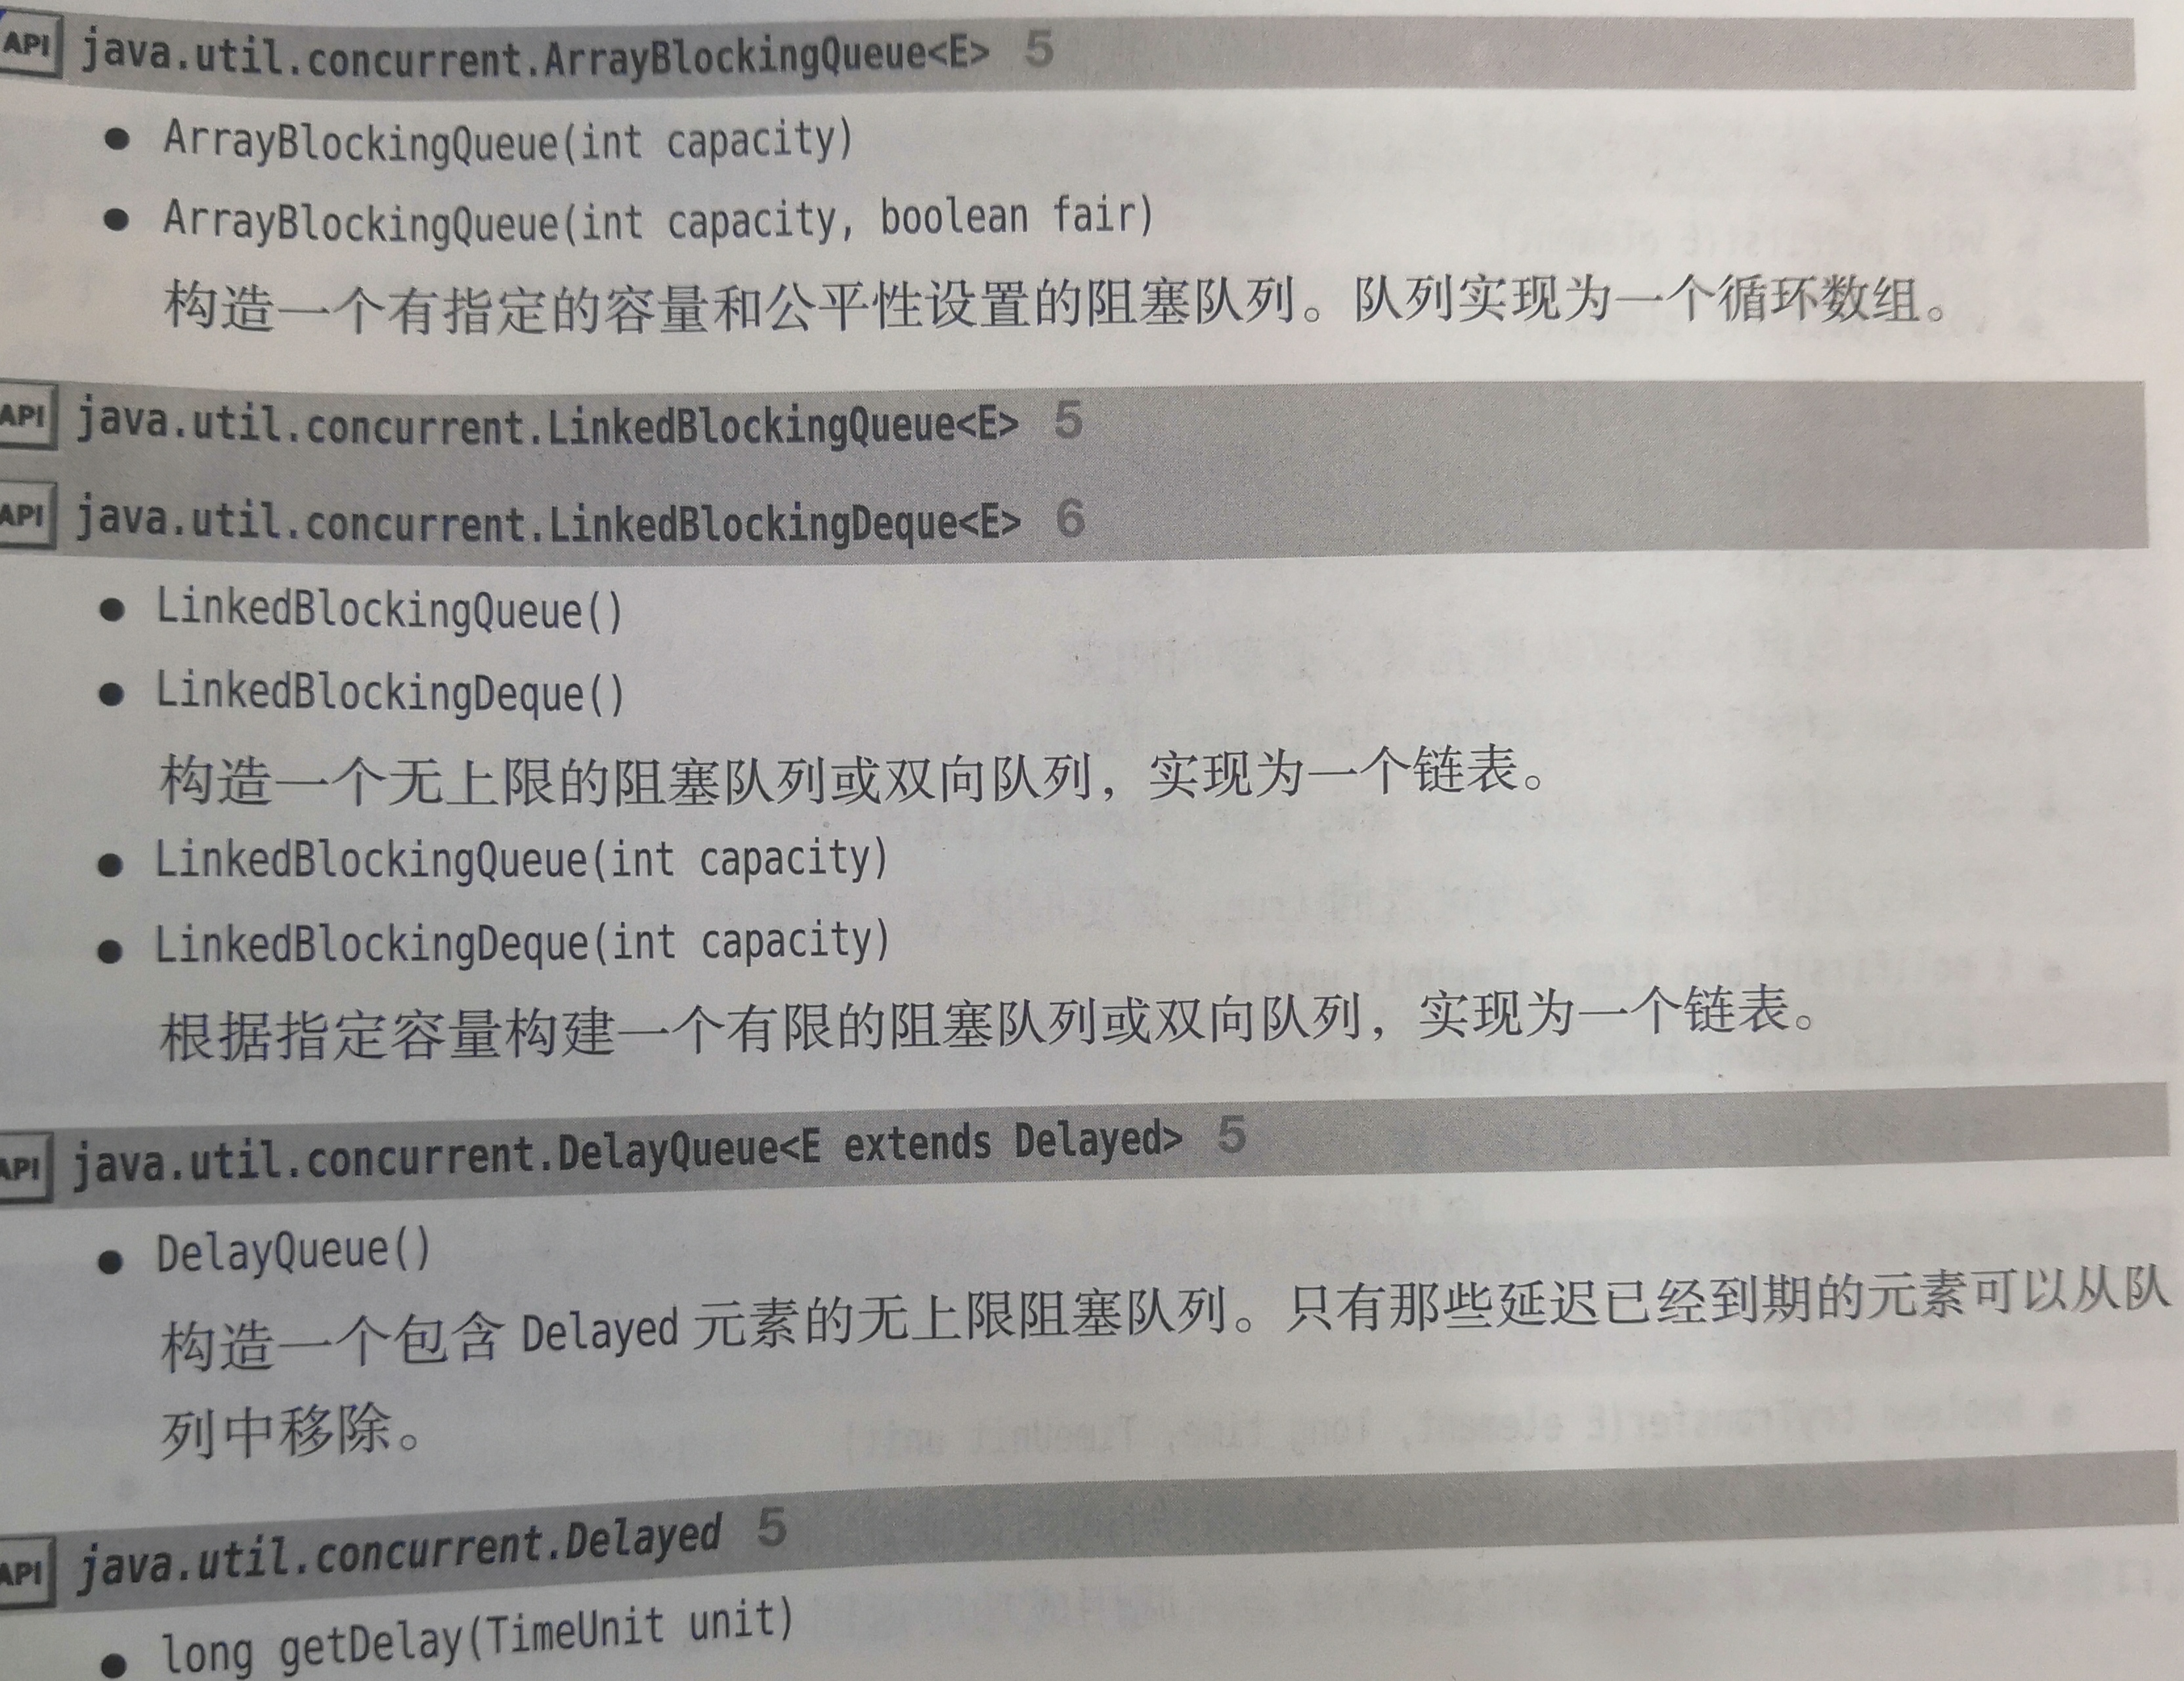 API java.util.concurrent.ArrayBlockingQueue<E> 5
● ArrayBlockingQueue(int capacity)
● ArrayBlockingQueue(int capacity, boolean fair)
构造一个有指定的容量和公平性设置的阻塞队列。队列实现为一个循环数组。
API java.util.concurrent.LinkedBlockingQueue<E> 5
API java.util.concurrent.LinkedBlockingDeque<E> 6
● LinkedBlockingQueue()
● LinkedBlockingDeque()
构造一个无上限的阻塞队列或双向队列，实现为一个链表。
● LinkedBlockingQueue(int capacity)
● LinkedBlockingDeque(int capacity)
根据指定容量构建一个有限的阻塞队列或双向队列，实现为一个链表。
API java.util.concurrent.DelayQueue<E extends Delayed> 5
● DelayQueue()
构造一个包含 Delayed 元素的无上限阻塞队列。只有那些延迟已经到期的元素可以从队
列中移除。
API java.util.concurrent.Delayed 5
● long getDelay(TimeUnit unit)